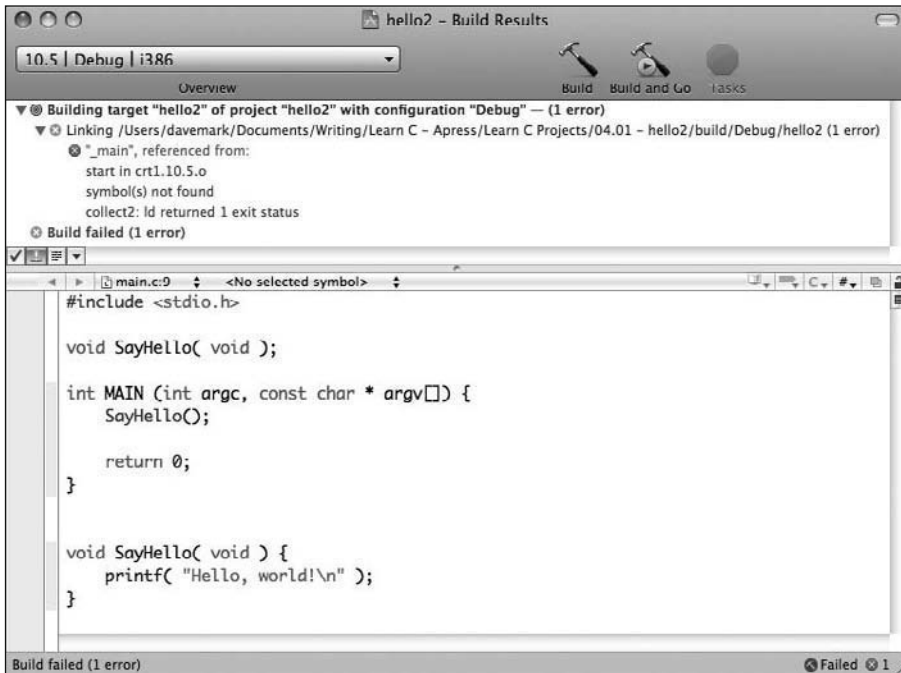 hello2 – Build Results
10.5 | Debug | i386
Overview
Build
Build and Go
Tasks
Building target "hello2" of project "hello2" with configuration "Debug" — (1 error)
Linking /Users/davemark/Documents/Writing/Learn C – Apress/Learn C Projects/04.01 – hello2/build/Debug/hello2 (1 error)
"_main", referenced from:
start in crt1.10.5.o
symbol(s) not found
collect2: ld returned 1 exit status
Build failed (1 error)
main.c:9 <No selected symbol> C #
#include <stdio.h>
void SayHello( void );
int MAIN (int argc, const char * argv[]) {
SayHello();
return 0;
}
void SayHello( void ) {
printf( "Hello, world!\n" );
}
Build failed (1 error)
Failed 1